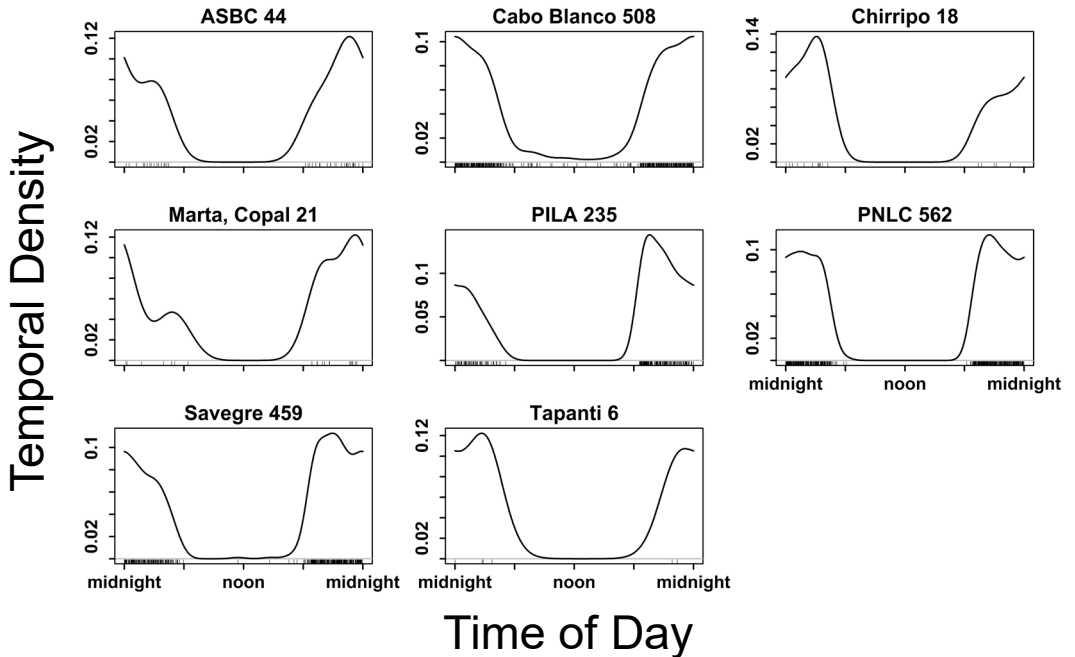 ASBC 44
Cabo Blanco 508
Chirripo 18
0.12
0.02
0.1
0.02
0.14
0.02
Marta, Copal 21
PILA 235
PNLC 562
0.12
0.02
0.1
0.05
0.1
0.02
midnight noon midnight
Savegre 459
Tapanti 6
0.1
0.02
0.12
0.02
midnight noon midnight
midnight noon midnight
Temporal Density
Time of Day